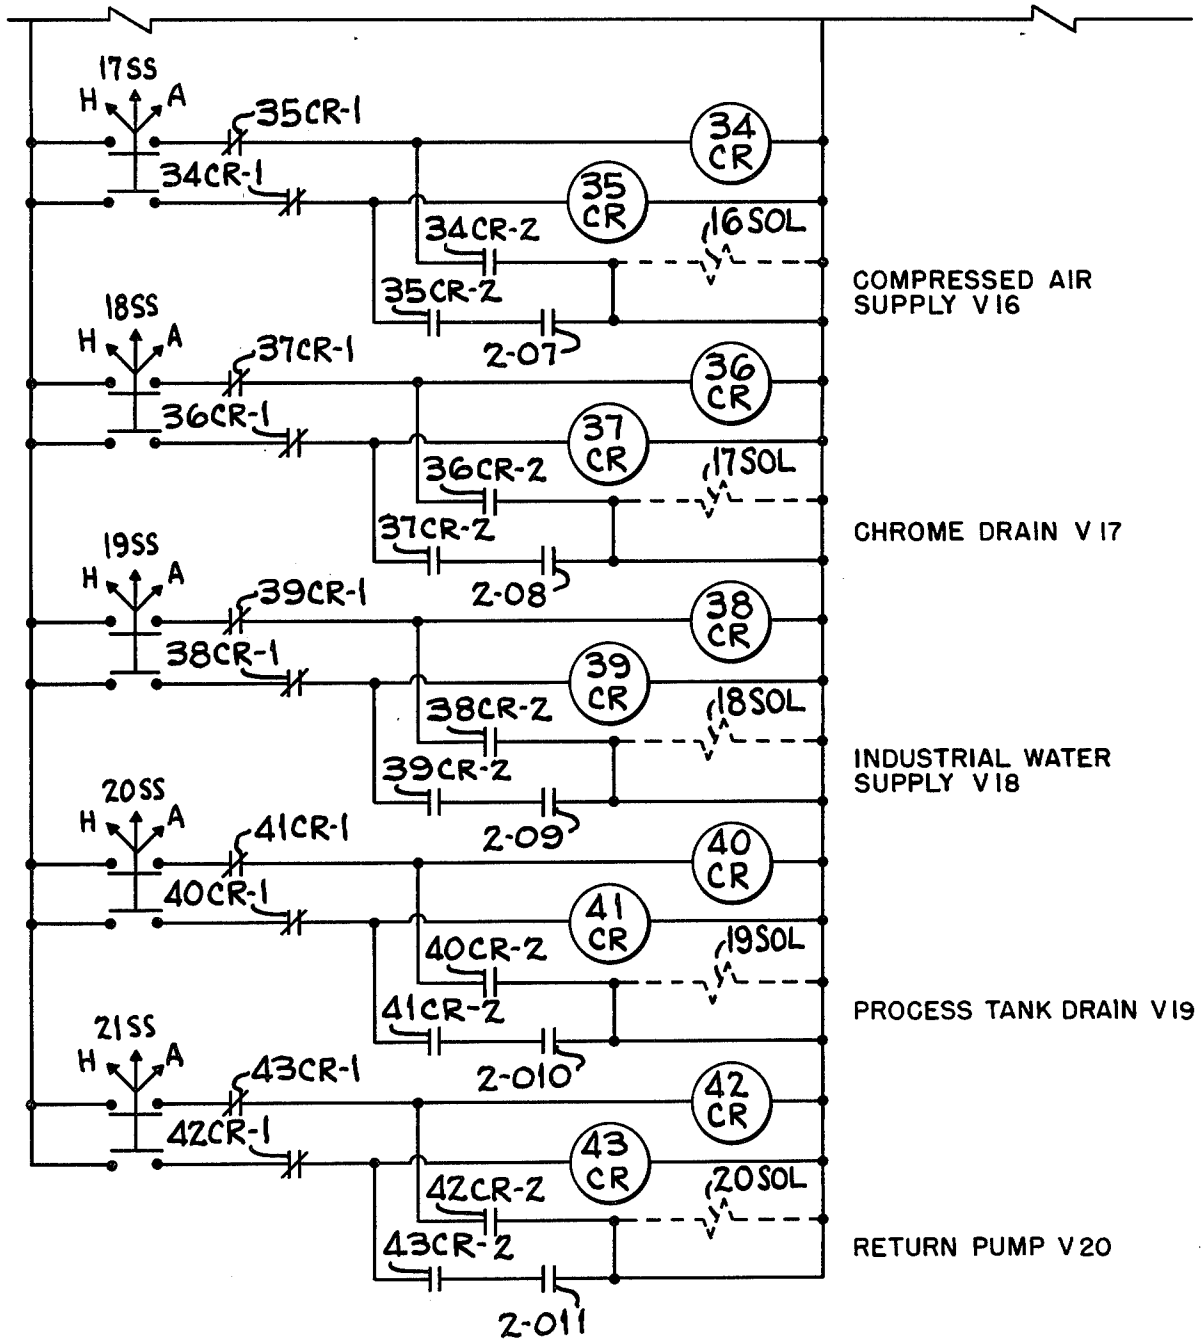 17SS
H A
35CR-1
34
CR
34CR-1
35
CR
34CR-2
16SOL
35CR-2
2-07
COMPRESSED AIR
SUPPLY V16
18SS
H A
37CR-1
36
CR
36CR-1
37
CR
36CR-2
17SOL
37CR-2
2-08
CHROME DRAIN V17
19SS
H A
39CR-1
38
CR
38CR-1
39
CR
38CR-2
18SOL
39CR-2
2-09
INDUSTRIAL WATER
SUPPLY V18
20SS
H A
41CR-1
40
CR
40CR-1
41
CR
40CR-2
19SOL
41CR-2
2-010
PROCESS TANK DRAIN V19
21SS
H A
43CR-1
42
CR
42CR-1
43
CR
42CR-2
20SOL
43CR-2
2-011
RETURN PUMP V20